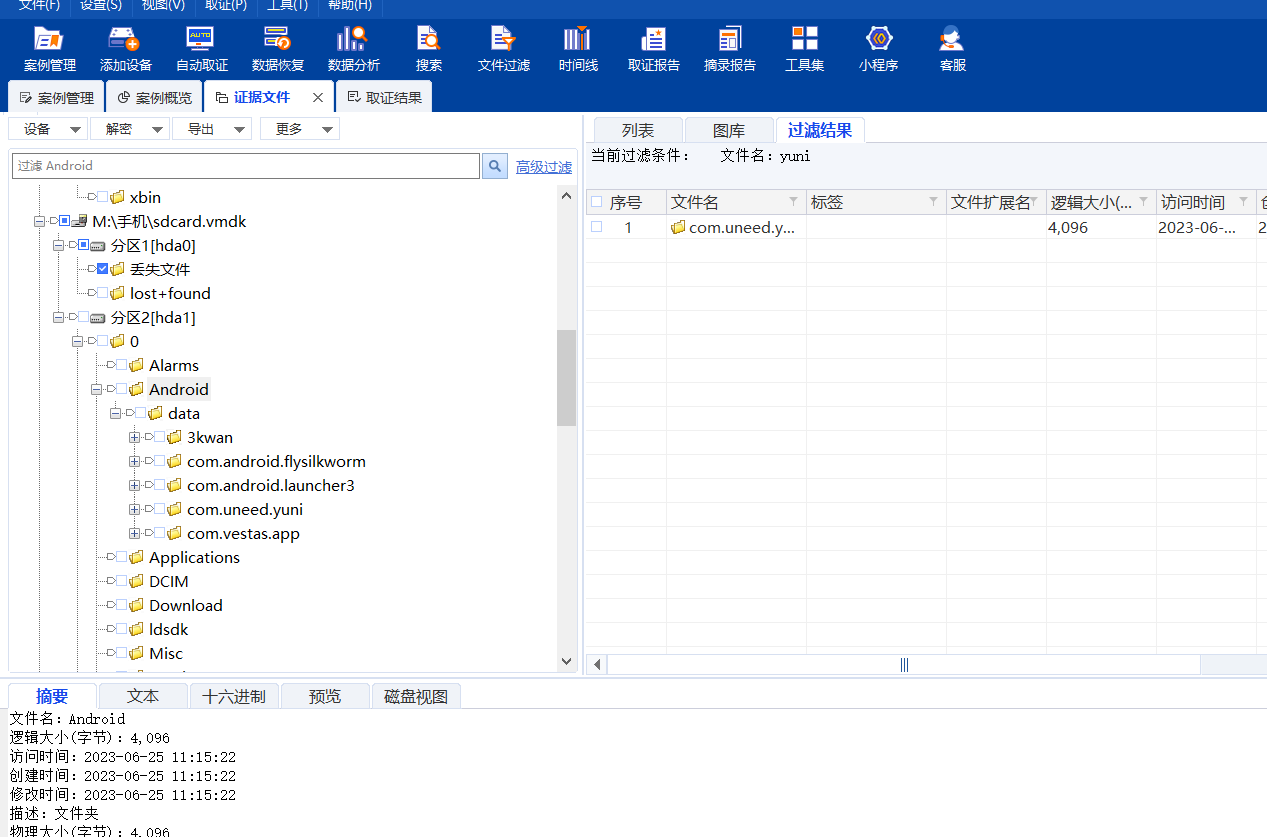 文件(F) 设置(S) 视图(V) 取证(P) 工具(T) 帮助(H)
案例管理 添加设备 自动取证 数据恢复 数据分析 搜索 文件过滤 时间线 取证报告 摘录报告 工具集 小程序 客服
案例管理 案例概览 证据文件 取证结果
设备 解密 导出 更多
过滤 Android 高级过滤
xbin
M:\手机\sdcard.vmdk
分区1[hda0]
丢失文件
lost+found
分区2[hda1]
0
Alarms
Android
data
3kwan
com.android.flysilkworm
com.android.launcher3
com.uneed.yuni
com.vestas.app
Applications
DCIM
Download
ldsdk
Misc
列表 图库 过滤结果
当前过滤条件: 文件名: yuni
序号 文件名 标签 文件扩展名 逻辑大小(... 访问时间
1 com.uneed.y... 4,096 2023-06-...
摘要 文本 十六进制 预览 磁盘视图
文件名: Android
逻辑大小(字节): 4,096
访问时间: 2023-06-25 11:15:22
创建时间: 2023-06-25 11:15:22
修改时间: 2023-06-25 11:15:22
描述: 文件夹
物理大小(字节): 4,096